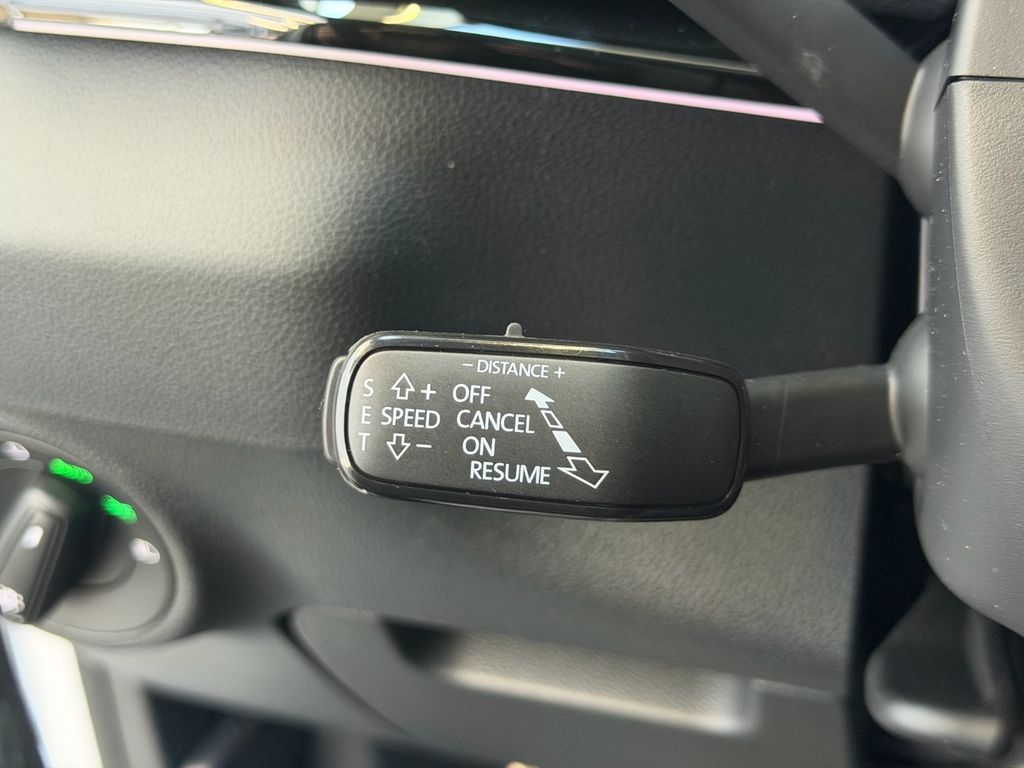 – DISTANCE +
S + OFF
E SPEED CANCEL
T – ON
RESUME